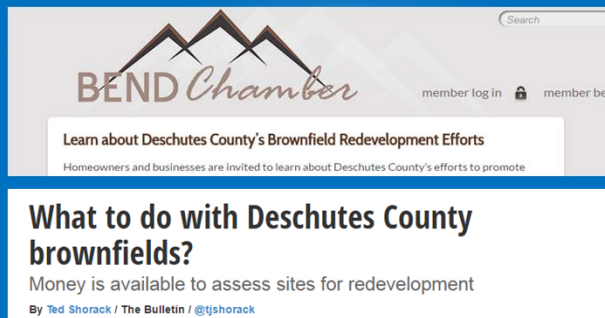 Search
BEND Chamber
member log in
member be
Learn about Deschutes County's Brownfield Redevelopment Efforts
Homeowners and businesses are invited to learn about Deschutes County's efforts to promote
What to do with Deschutes County
brownfields?
Money is available to assess sites for redevelopment
By Ted Shorack / The Bulletin / @tjshorack